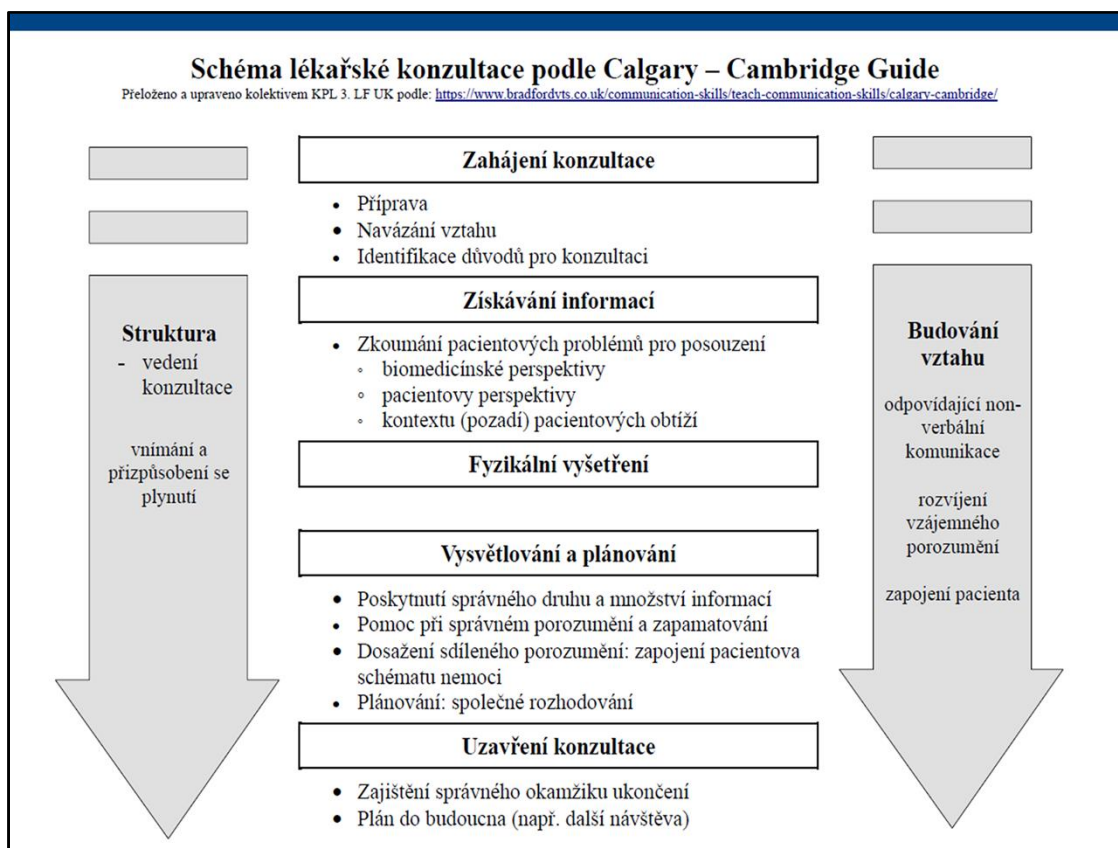 Schéma lékařské konzultace podle Calgary – Cambridge Guide
Přeloženo a upraveno kolektivem KPL 3. LF UK podle: https://www.bradfordvts.co.uk/communication-skills/teach-communication-skills/calgary-cambridge/
Struktura
- vedení
konzultace
vnímání a
přizpůsobení se
plynutí
Zahájení konzultace
• Příprava
• Navázání vztahu
• Identifikace důvodů pro konzultaci
Získávání informací
• Zkoumání pacientových problémů pro posouzení
◦ biomedicínské perspektivy
◦ pacientovy perspektivy
◦ kontextu (pozadí) pacientových obtíží
Fyzikální vyšetření
Vysvětlování a plánování
• Poskytnutí správného druhu a množství informací
• Pomoc při správném porozumění a zapamatování
• Dosažení sdíleného porozumění: zapojení pacientova
schématu nemoci
• Plánování: společné rozhodování
Uzavření konzultace
• Zajištění správného okamžiku ukončení
• Plán do budoucna (např. další návštěva)
Budování
vztahu
odpovídající non-
verbální
komunikace
rozvíjení
vzájemného
porozumění
zapojení pacienta